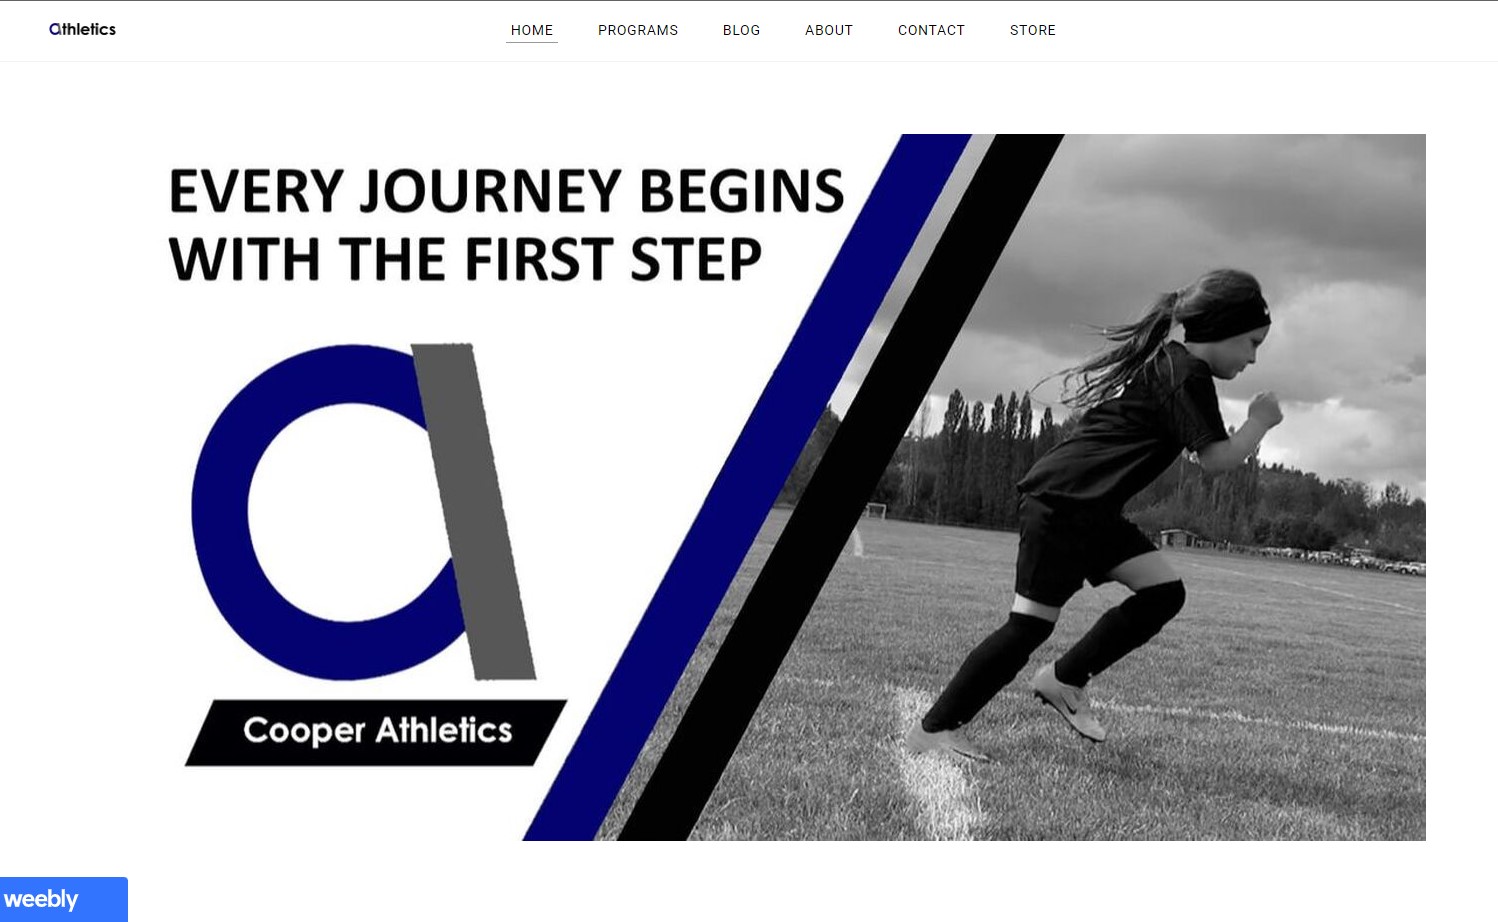 athletics
HOME
PROGRAMS
BLOG
ABOUT
CONTACT
STORE
EVERY JOURNEY BEGINS
WITH THE FIRST STEP
a
Cooper Athletics
weebly